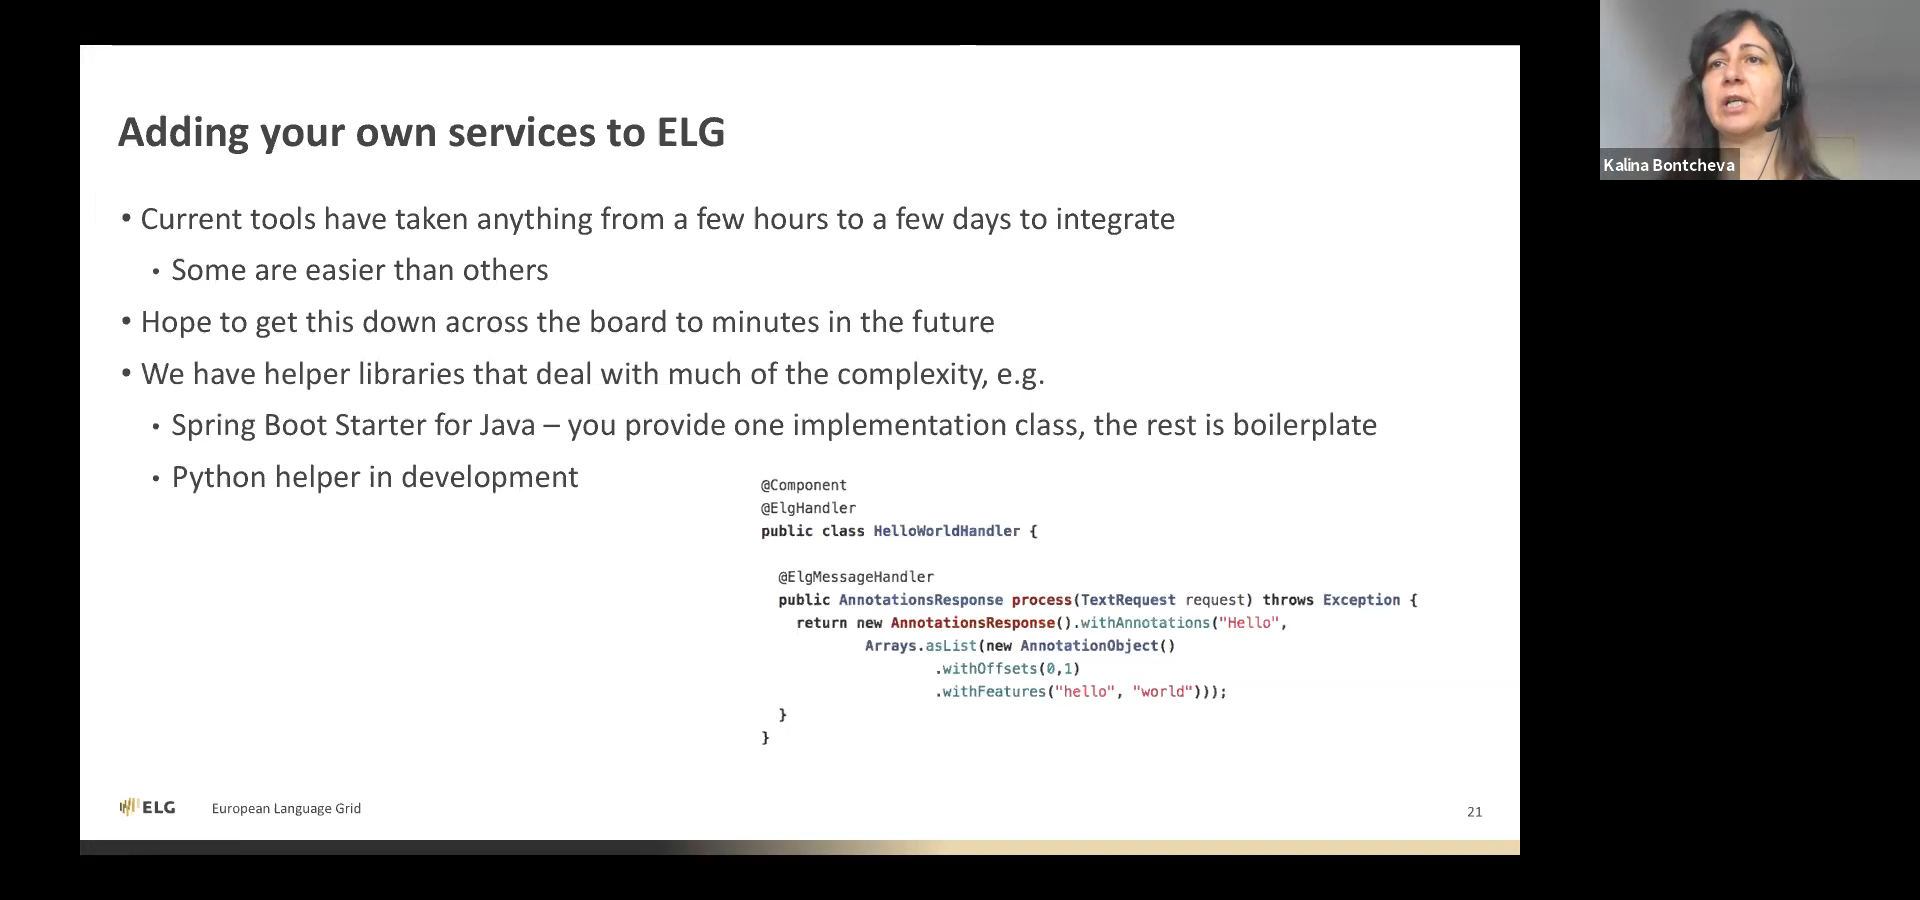 Adding your own services to ELG
• Current tools have taken anything from a few hours to a few days to integrate
• Some are easier than others
• Hope to get this down across the board to minutes in the future
• We have helper libraries that deal with much of the complexity, e.g.
• Spring Boot Starter for Java – you provide one implementation class, the rest is boilerplate
• Python helper in development
@Component
@ElgHandler
public class HelloWorldHandler {
@ElgMessageHandler
public AnnotationsResponse process(TextRequest request) throws Exception {
return new AnnotationsResponse().withAnnotations("Hello",
Arrays.asList(new AnnotationObject()
.withOffsets(0,1)
.withFeatures("hello", "world")));
}
}
ELG European Language Grid
21
Kalina Bontcheva